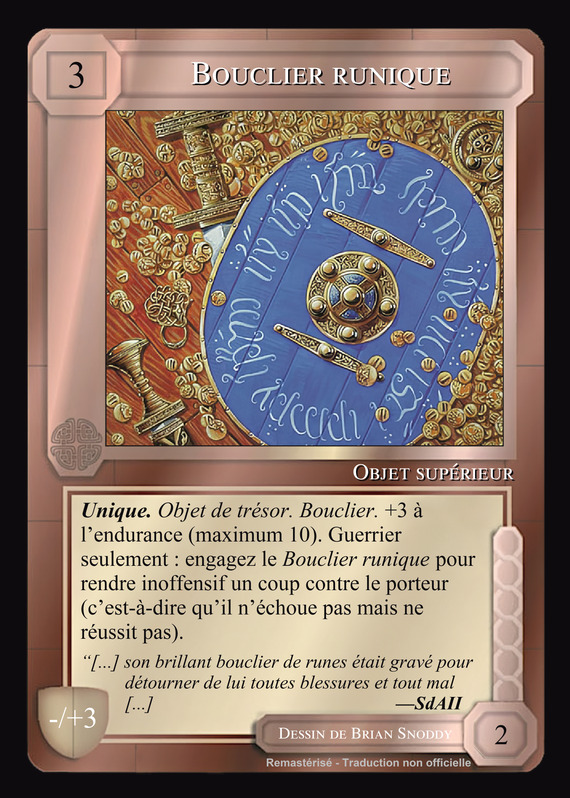 3
BOUCLIER RUNIQUE
OBJET SUPÉRIEUR
Unique. Objet de trésor. Bouclier. +3 à
l'endurance (maximum 10). Guerrier
seulement : engagez le Bouclier runique pour
rendre inoffensif un coup contre le porteur
(c'est-à-dire qu'il n'échoue pas mais ne
réussit pas).
“[...] son brillant bouclier de runes était gravé pour
détourner de lui toutes blessures et tout mal
[...] —SdAII
-/+3
DESSIN DE BRIAN SNODDY
2
Remastérisé - Traduction non officielle